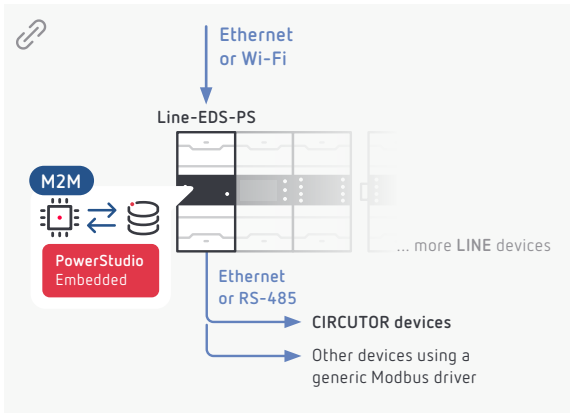 Ethernet
or Wi-Fi
Line-EDS-PS
M2M
PowerStudio
Embedded
... more LINE devices
Ethernet
or RS-485
CIRCUTOR devices
Other devices using a
generic Modbus driver